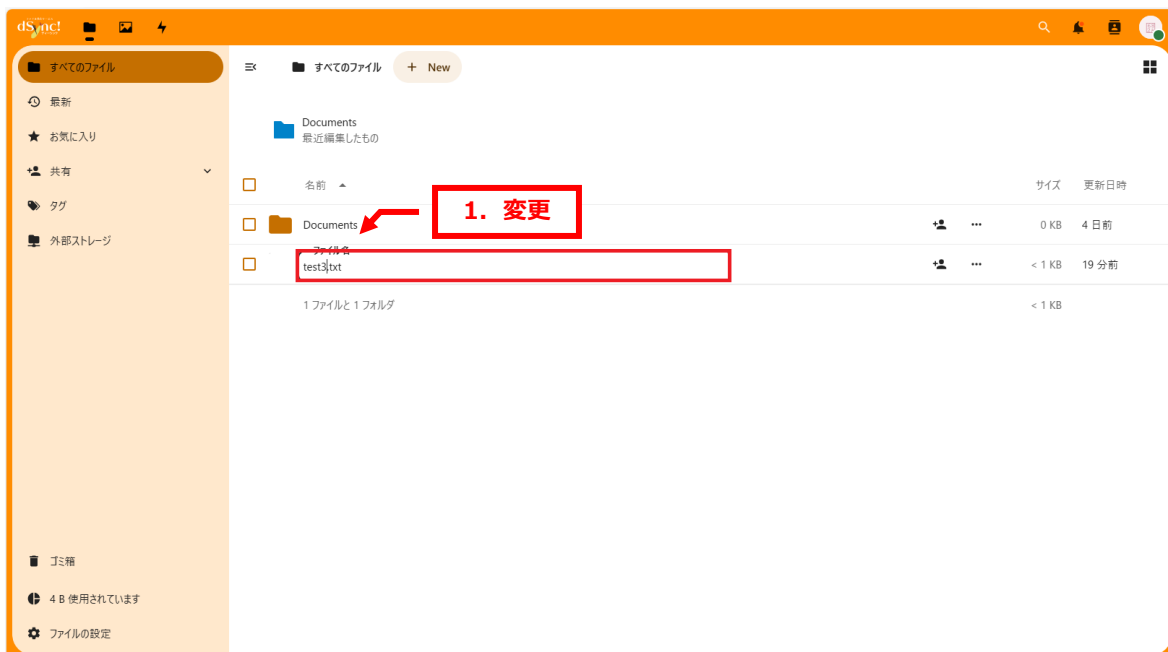 dSync!
すべてのファイル
最新
お気に入り
共有
タグ
外部ストレージ
ゴミ箱
4 B 使用されています
ファイルの設定
すべてのファイル + New
Documents
最近編集したもの
名前 サイズ 更新日時
1. 変更
Documents 0 KB 4 日前
ファイル名
test3.txt < 1 KB 19 分前
1 ファイルと 1 フォルダ < 1 KB